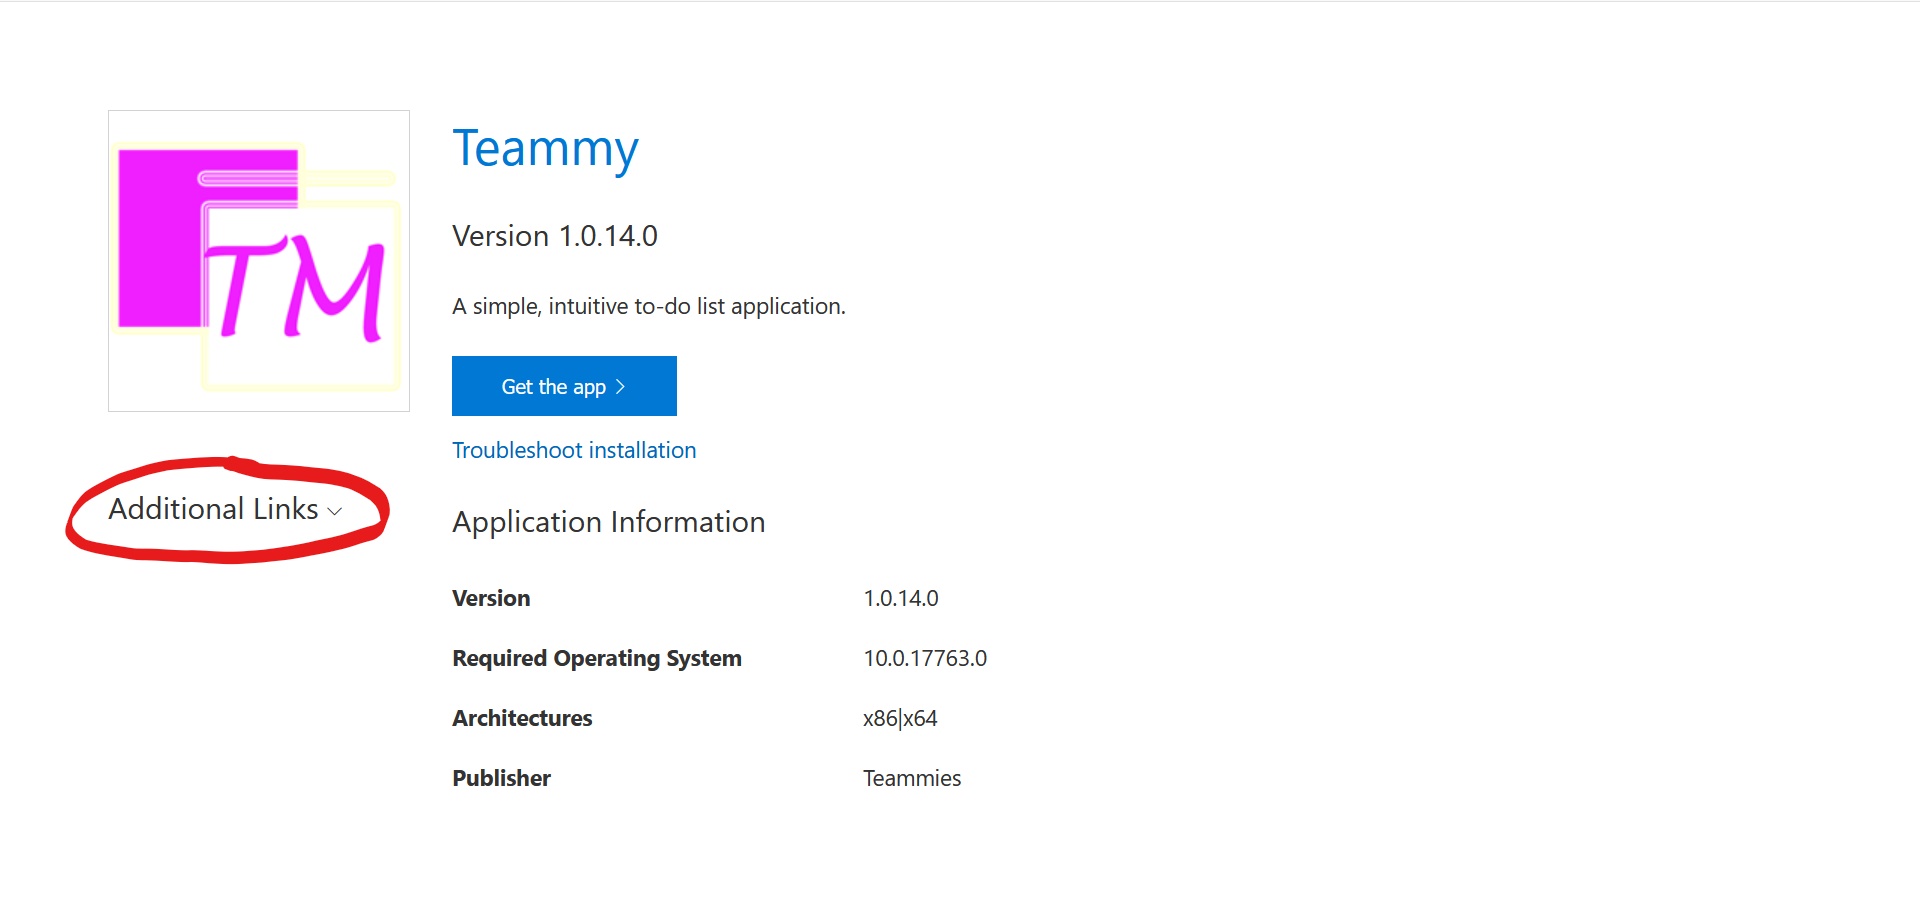 TM
Teammy
Version 1.0.14.0
A simple, intuitive to-do list application.
Get the app
Troubleshoot installation
Additional Links
Application Information
Version 1.0.14.0
Required Operating System 10.0.17763.0
Architectures x86|x64
Publisher Teammies